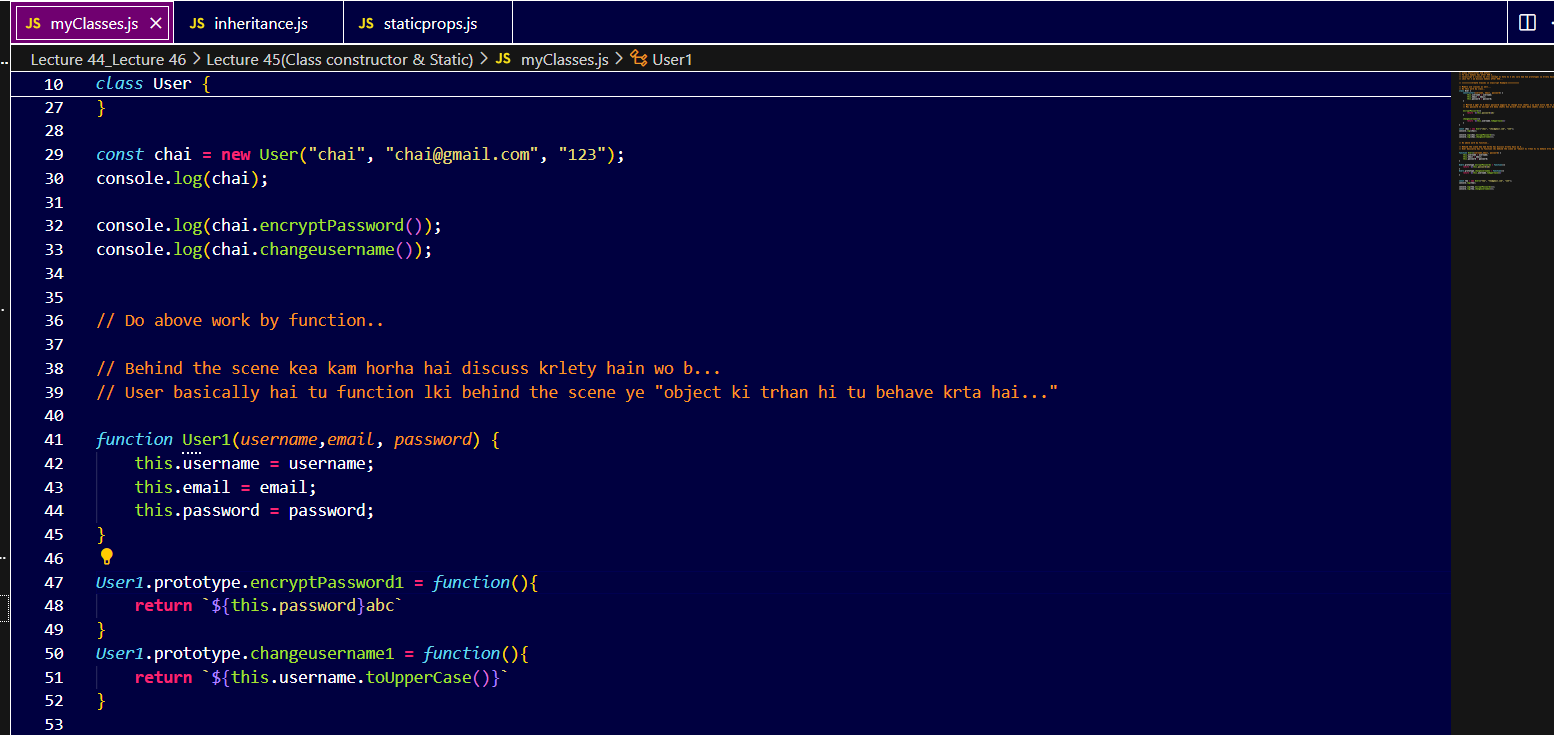 JS myClasses.js ×
JS inheritance.js
JS staticprops.js
Lecture 44_Lecture 46 > Lecture 45(Class constructor & Static) > JS myClasses.js > User1
10 class User {
27 }
28
29 const chai = new User("chai", "chai@gmail.com", "123");
30 console.log(chai);
31
32 console.log(chai.encryptPassword());
33 console.log(chai.changeusername());
34
35
36 // Do above work by function..
37
38 // Behind the scene kea kam horha hai discuss krlety hain wo b...
39 // User basically hai tu function lki behind the scene ye "object ki trhan hi tu behave krta hai..."
40
41 function User1(username,email, password) {
42     this.username = username;
43     this.email = email;
44     this.password = password;
45 }
46
47 User1.prototype.encryptPassword1 = function(){
48     return `${this.password}abc`
49 }
50 User1.prototype.changeusername1 = function(){
51     return `${this.username.toUpperCase()}`
52 }
53